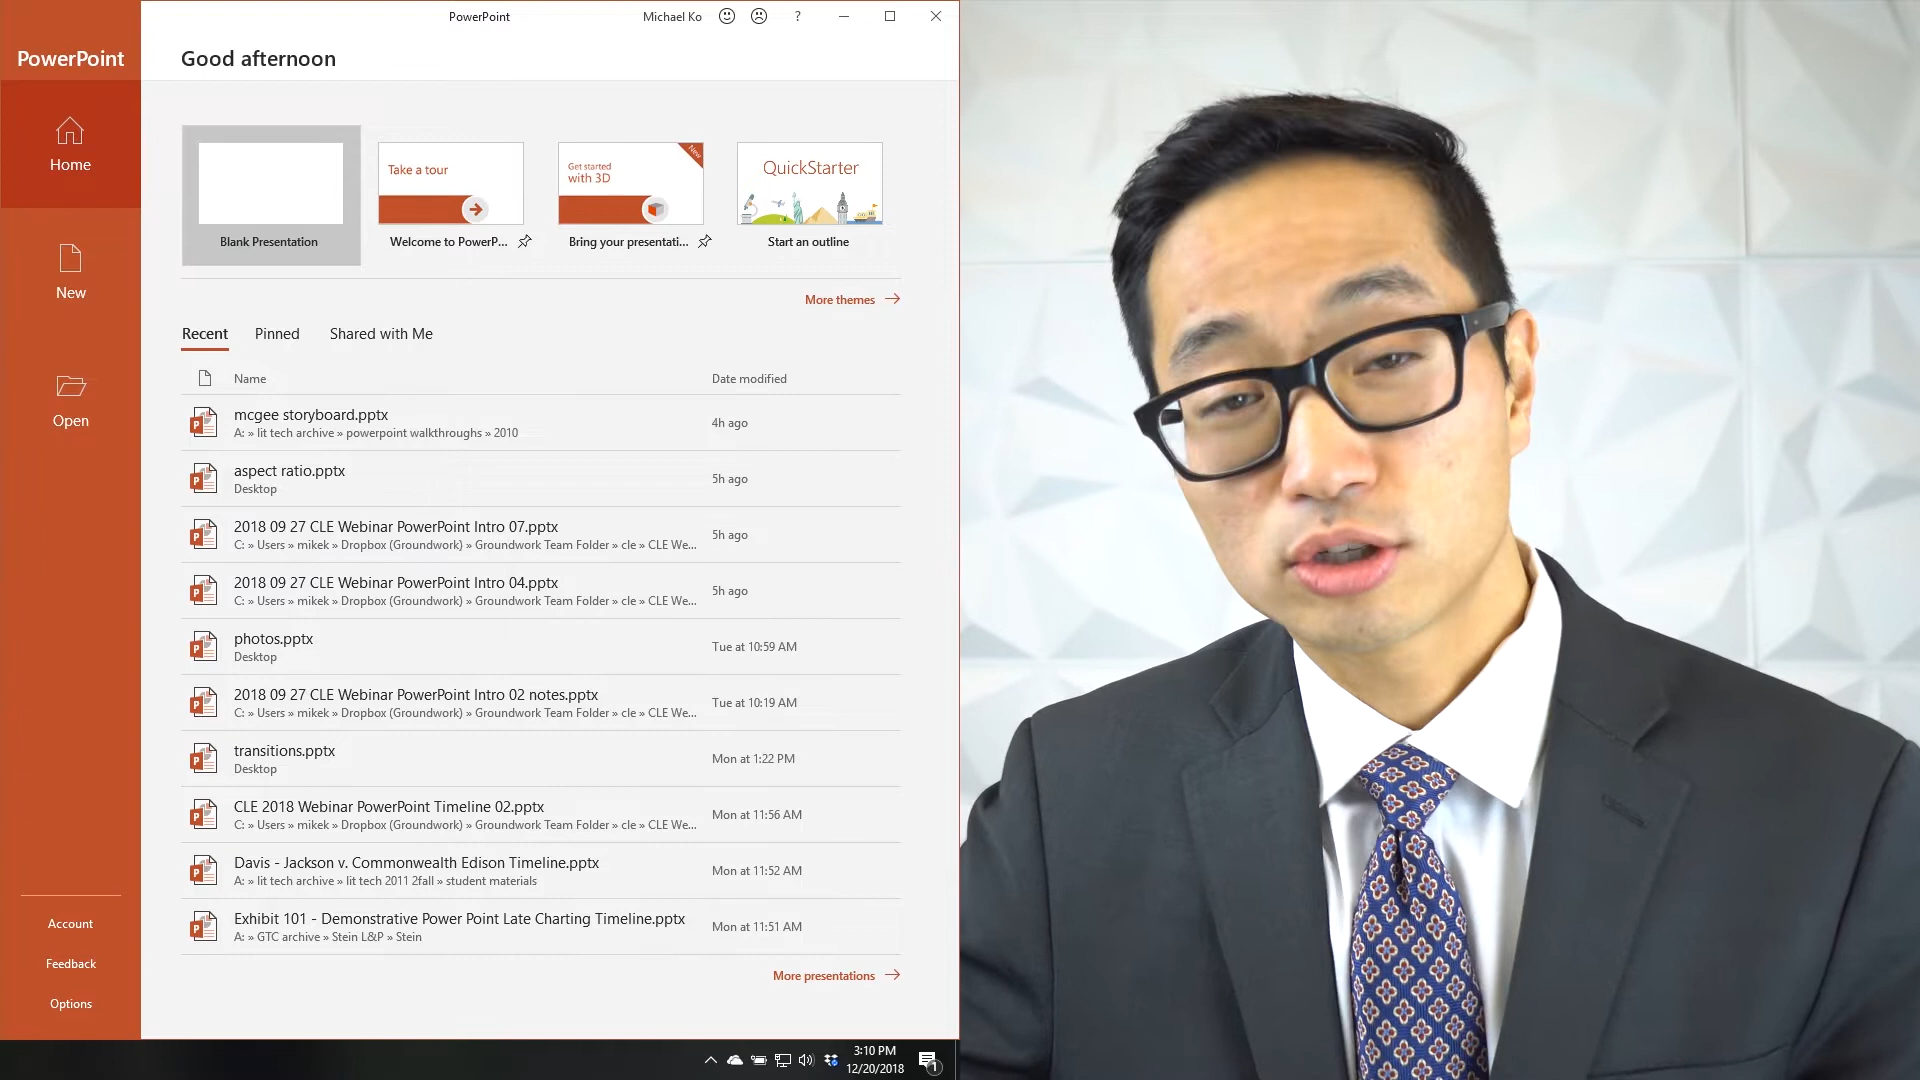 PowerPoint
Michael Ko
?
PowerPoint
Good afternoon
Home
New
Open
Account
Feedback
Options
Blank Presentation
Take a tour
Welcome to PowerP...
Get started
with 3D
New
Bring your presentati...
QuickStarter
Start an outline
More themes
Recent
Pinned
Shared with Me
Name
Date modified
mcgee storyboard.pptx
A: » lit tech archive » powerpoint walkthroughs » 2010
4h ago
aspect ratio.pptx
Desktop
5h ago
2018 09 27 CLE Webinar PowerPoint Intro 07.pptx
C: » Users » mikek » Dropbox (Groundwork) » Groundwork Team Folder » cle » CLE We...
5h ago
2018 09 27 CLE Webinar PowerPoint Intro 04.pptx
C: » Users » mikek » Dropbox (Groundwork) » Groundwork Team Folder » cle » CLE We...
5h ago
photos.pptx
Desktop
Tue at 10:59 AM
2018 09 27 CLE Webinar PowerPoint Intro 02 notes.pptx
C: » Users » mikek » Dropbox (Groundwork) » Groundwork Team Folder » cle » CLE We...
Tue at 10:19 AM
transitions.pptx
Desktop
Mon at 1:22 PM
CLE 2018 Webinar PowerPoint Timeline 02.pptx
C: » Users » mikek » Dropbox (Groundwork) » Groundwork Team Folder » cle » CLE We...
Mon at 11:56 AM
Davis - Jackson v. Commonwealth Edison Timeline.pptx
A: » lit tech archive » lit tech 2011 2fall » student materials
Mon at 11:52 AM
Exhibit 101 - Demonstrative Power Point Late Charting Timeline.pptx
A: » GTC archive » Stein L&P » Stein
Mon at 11:51 AM
More presentations
3:10 PM
12/20/2018
1